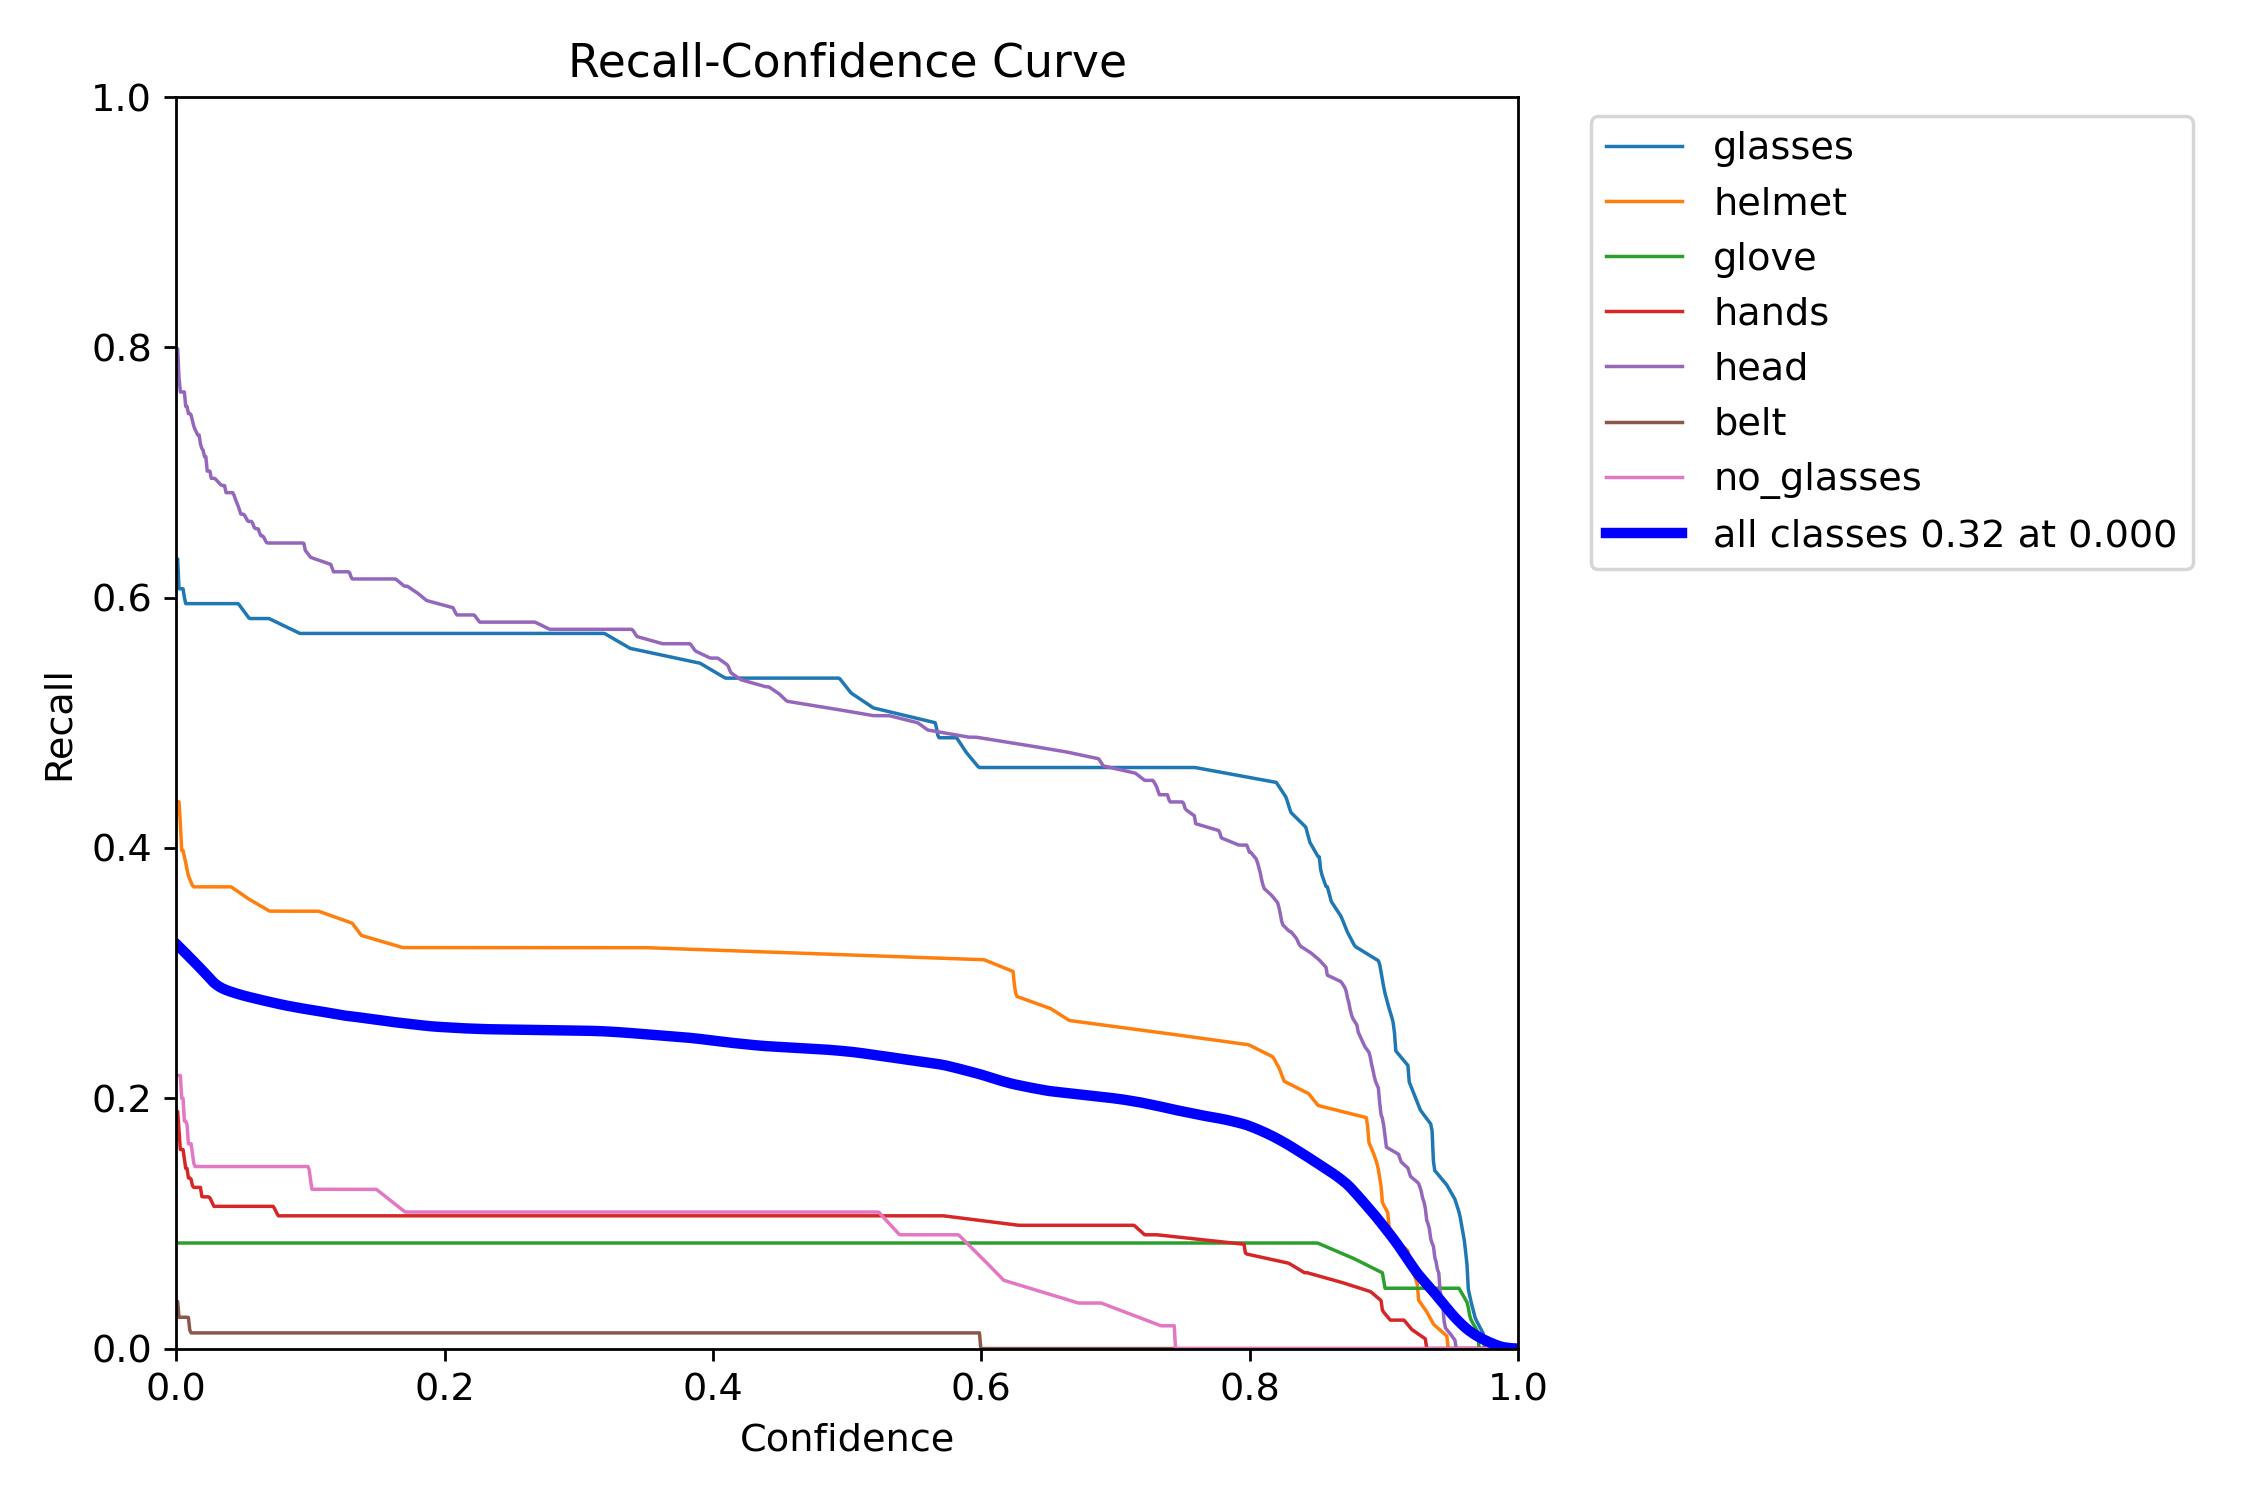 Recall-Confidence Curve
1.0
0.8
0.6
0.4
0.2
0.0
Recall
0.0 0.2 0.4 0.6 0.8 1.0
Confidence
glasses
helmet
glove
hands
head
belt
no_glasses
all classes 0.32 at 0.000